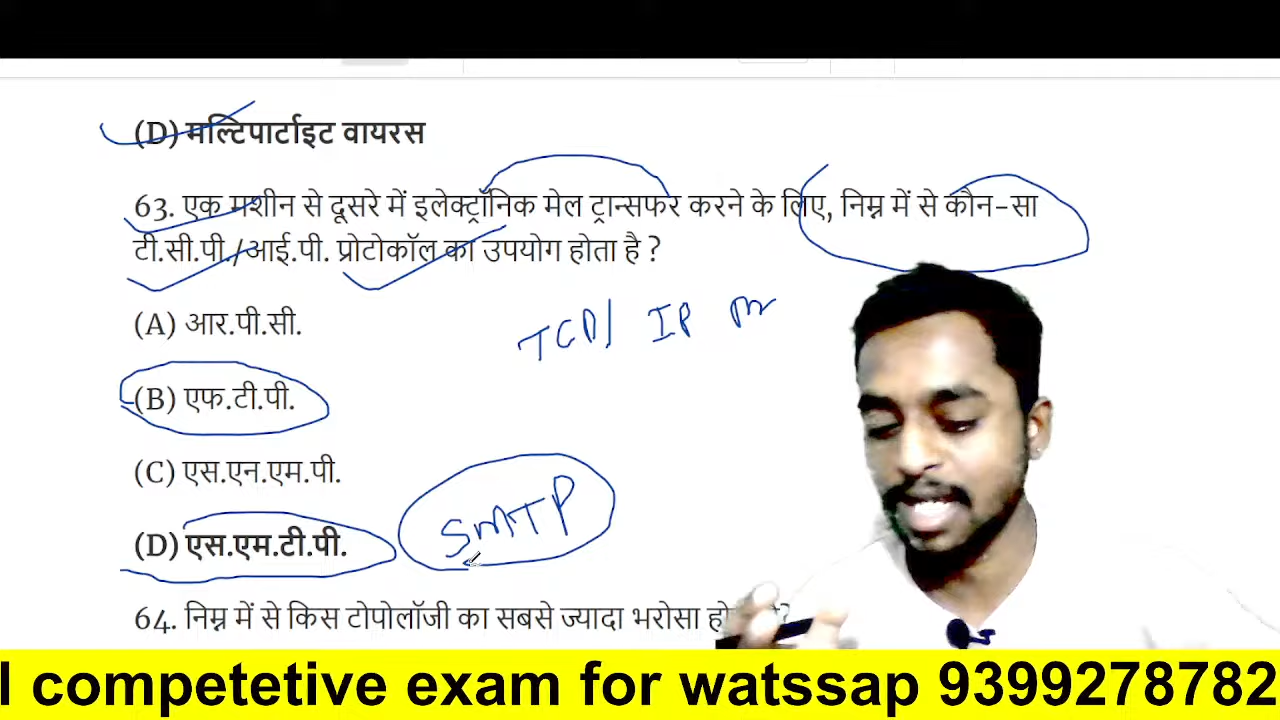 (D) मल्टिपार्टाइट वायरस
63. एक मशीन से दूसरे में इलेक्ट्रॉनिक मेल ट्रान्सफर करने के लिए, निम्न में से कौन-सा
टी.सी.पी./आई.पी. प्रोटोकॉल का उपयोग होता है ?
(A) आर.पी.सी.
TCP/ IP
(B) एफ.टी.पी.
(C) एस.एन.एम.पी.
(D) एस.एम.टी.पी.
SMTP
64. निम्न में से किस टोपोलॉजी का सबसे ज्यादा भरोसा
l competetive exam for watssap 9399278782